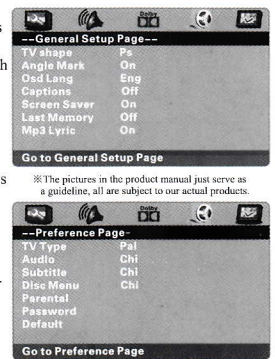 s
Dolby
--General Setup Page--
TV shape Ps
Angle Mark On
h
Osd Lang Eng
Captions Off
Screen Saver On
Last Memory Off
Mp3 Lyric On
Go to General Setup Page
s
※The pictures in the product manual just serve as
a guideline, all are subject to our actual products.
Dolby
--Preference Page-
TV Type Pal
Audio Chi
Subtitle Chi
Disc Menu Chi
Parental
Password
Default
Go to Preference Page